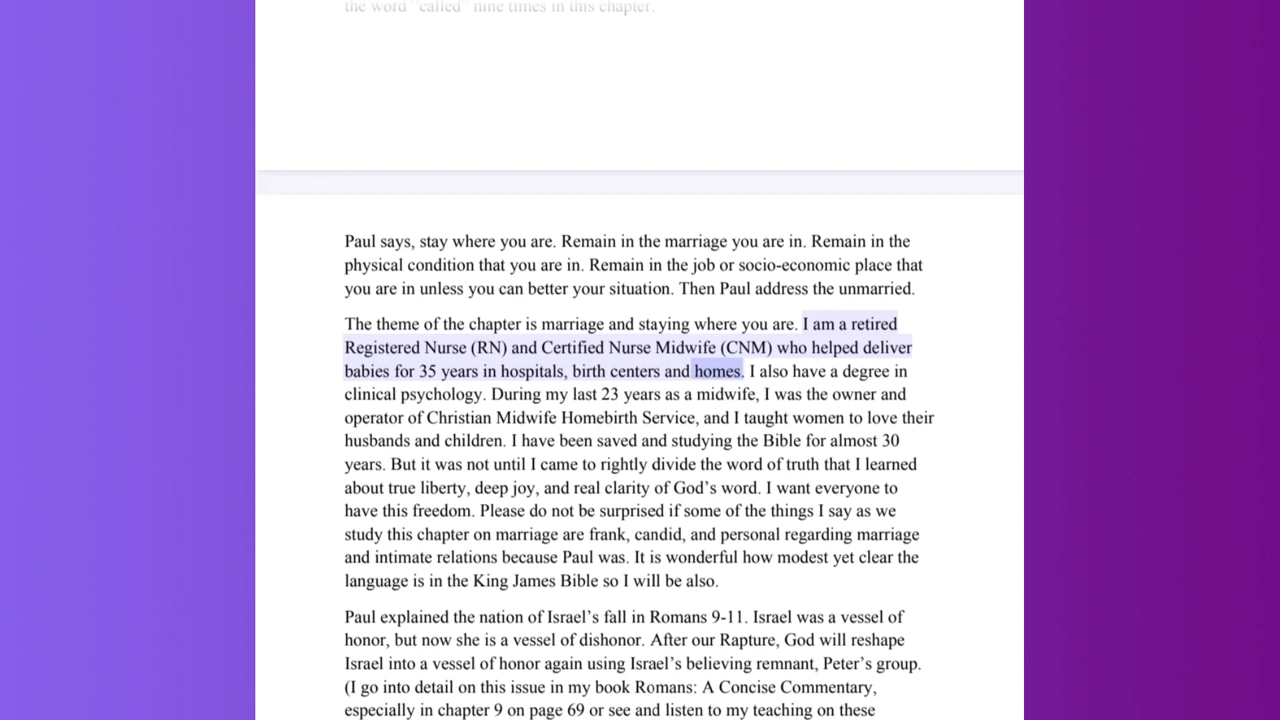 the word "called" nine times in this chapter.
Paul says, stay where you are. Remain in the marriage you are in. Remain in the
physical condition that you are in. Remain in the job or socio-economic place that
you are in unless you can better your situation. Then Paul address the unmarried.
The theme of the chapter is marriage and staying where you are. I am a retired
Registered Nurse (RN) and Certified Nurse Midwife (CNM) who helped deliver
babies for 35 years in hospitals, birth centers and homes. I also have a degree in
clinical psychology. During my last 23 years as a midwife, I was the owner and
operator of Christian Midwife Homebirth Service, and I taught women to love their
husbands and children. I have been saved and studying the Bible for almost 30
years. But it was not until I came to rightly divide the word of truth that I learned
about true liberty, deep joy, and real clarity of God’s word. I want everyone to
have this freedom. Please do not be surprised if some of the things I say as we
study this chapter on marriage are frank, candid, and personal regarding marriage
and intimate relations because Paul was. It is wonderful how modest yet clear the
language is in the King James Bible so I will be also.
Paul explained the nation of Israel’s fall in Romans 9-11. Israel was a vessel of
honor, but now she is a vessel of dishonor. After our Rapture, God will reshape
Israel into a vessel of honor again using Israel’s believing remnant, Peter’s group.
(I go into detail on this issue in my book Romans: A Concise Commentary,
especially in chapter 9 on page 69 or see and listen to my teaching on these